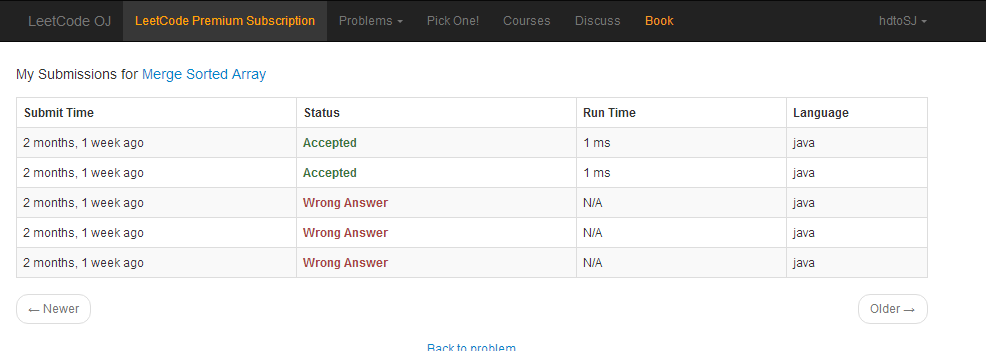 LeetCode OJ LeetCode Premium Subscription Problems Pick One! Courses Discuss Book hdtoSJ
My Submissions for Merge Sorted Array
Submit Time Status Run Time Language
2 months, 1 week ago Accepted 1 ms java
2 months, 1 week ago Accepted 1 ms java
2 months, 1 week ago Wrong Answer N/A java
2 months, 1 week ago Wrong Answer N/A java
2 months, 1 week ago Wrong Answer N/A java
← Newer Older →
Back to problem